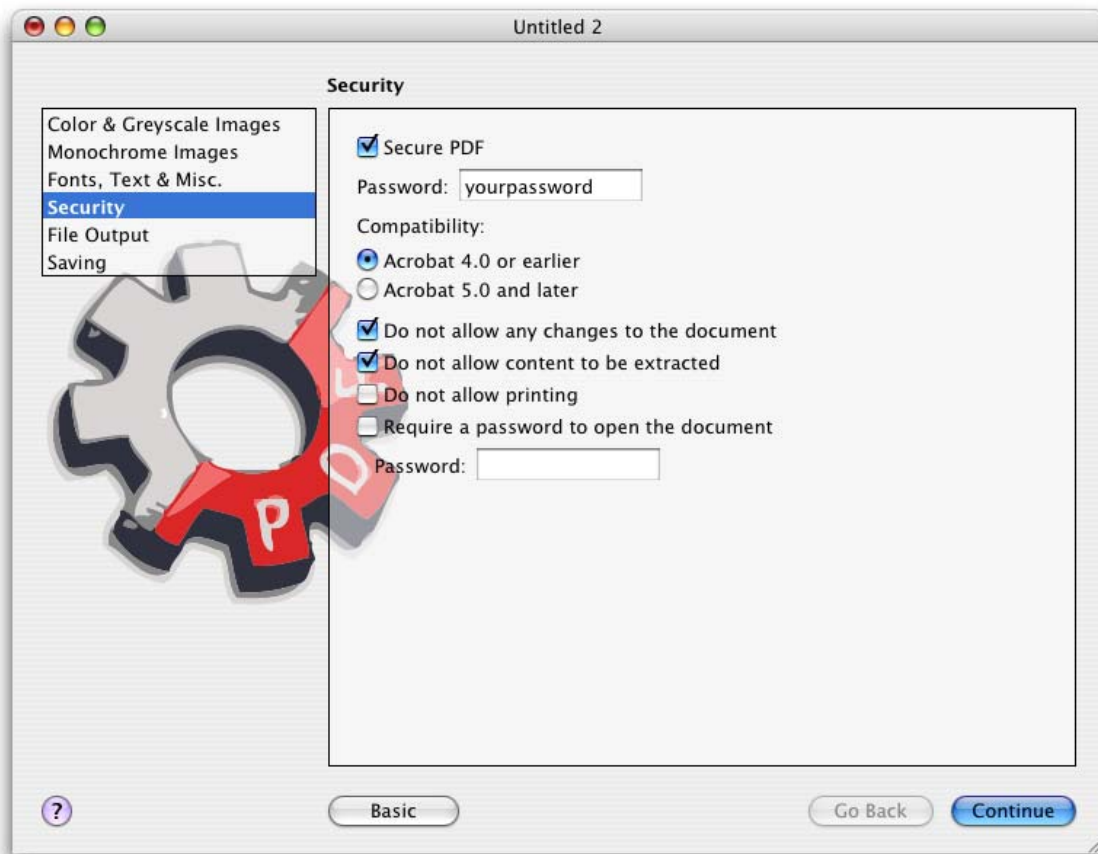 Untitled 2
Security
Color & Greyscale Images
Monochrome Images
Fonts, Text & Misc.
Security
File Output
Saving
Secure PDF
Password: yourpassword
Compatibility:
Acrobat 4.0 or earlier
Acrobat 5.0 and later
Do not allow any changes to the document
Do not allow content to be extracted
Do not allow printing
Require a password to open the document
Password:
P D F
?
Basic
Go Back
Continue